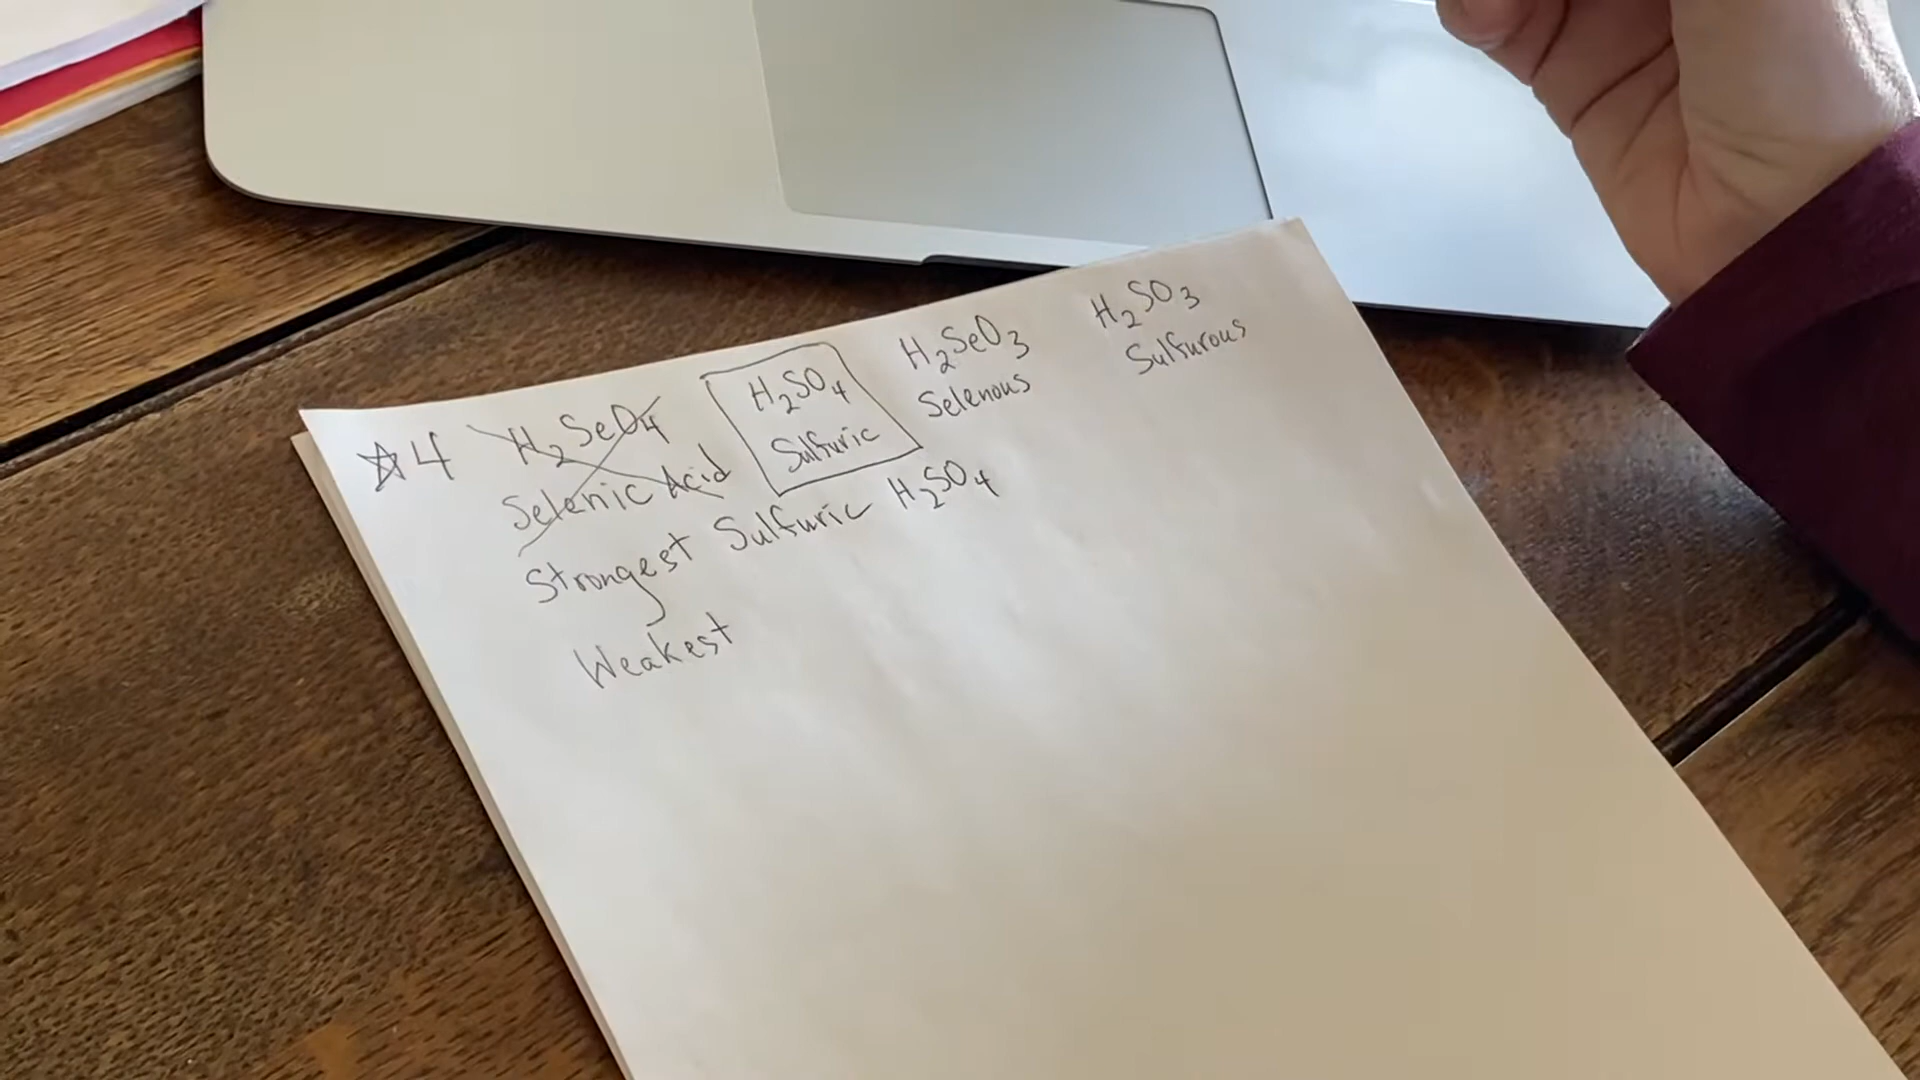 ☆4 H₂SeO₄ H₂SO₄ H₂SeO₃ H₂SO₃
Selenic Acid Sulfuric Selenous Sulfurous
Strongest Sulfuric H₂SO₄
Weakest